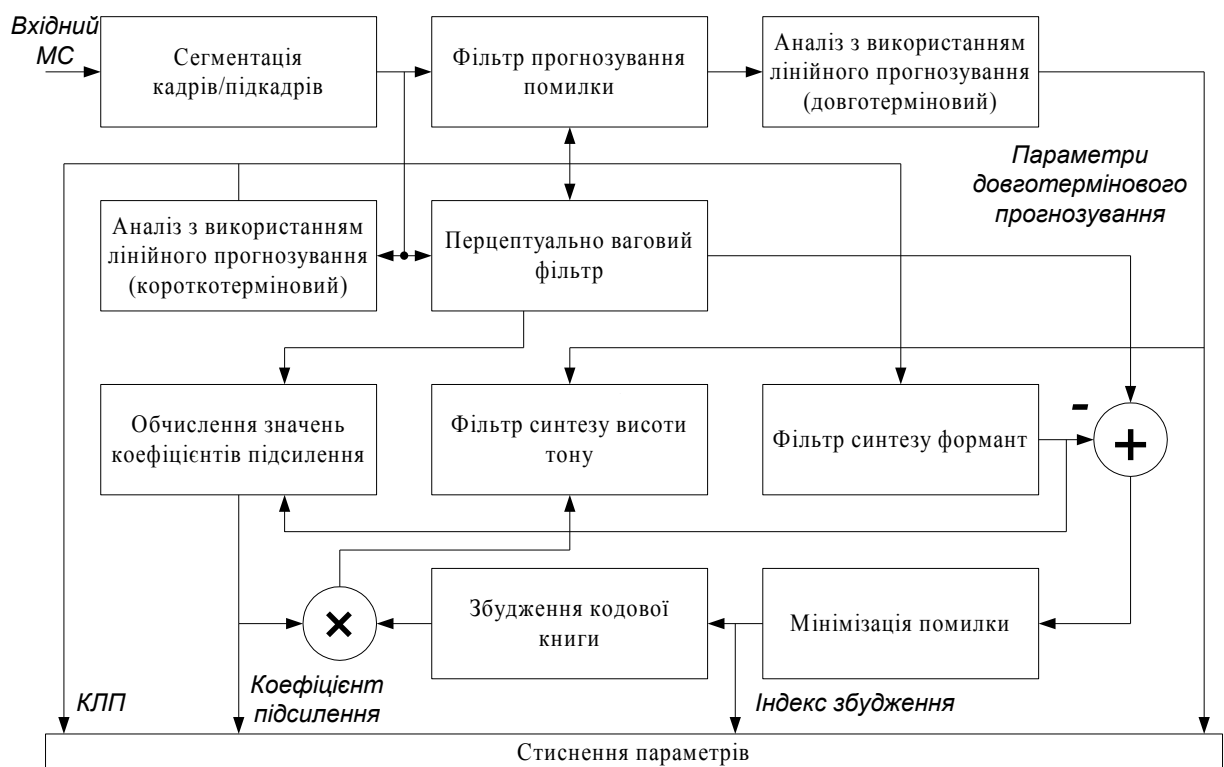 Вхідний
МС
Сегментація
кадрів/підкадрів
Фільтр прогнозування
помилки
Аналіз з використанням
лінійного прогнозування
(довготерміновий)
Параметри
довготермінового
прогнозування
Аналіз з використанням
лінійного прогнозування
(короткотерміновий)
Перцептуально ваговий
фільтр
Обчислення значень
коефіцієнтів підсилення
Фільтр синтезу висоти
тону
Фільтр синтезу формант
-
+
×
Збудження кодової
книги
Мінімізація помилки
КЛП
Коефіцієнт
підсилення
Індекс збудження
Стиснення параметрів